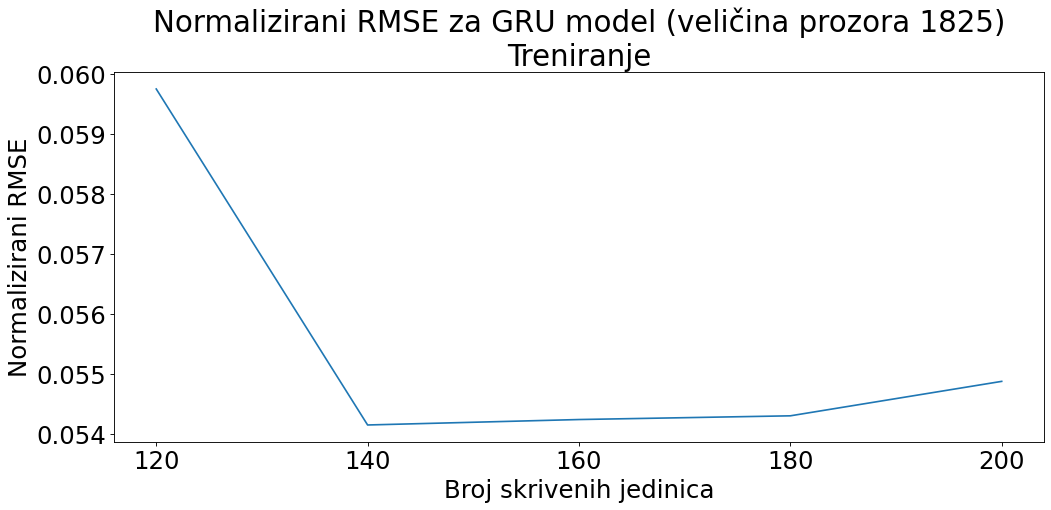 Normalizirani RMSE za GRU model (veličina prozora 1825)
Treniranje
Normalizirani RMSE
0.060
0.059
0.058
0.057
0.056
0.055
0.054
120 140 160 180 200
Broj skrivenih jedinica